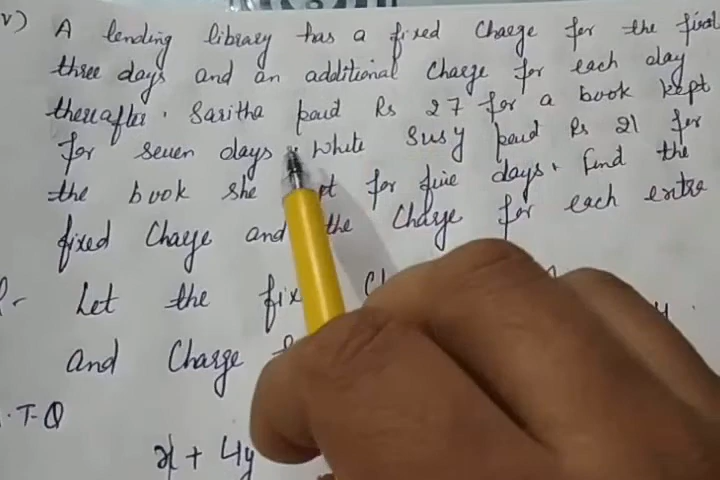 v) A lending library has a fixed Charge for the first
three days and an additional Charge for each day
thereafter. Saritha paid Rs 27 for a book kept
for seven days while Susy paid Rs 21 for
the book she for five days. Find the
fixed Charge and the Charge for each extra
Let the fix
and Charge
T-Q
x + 4y